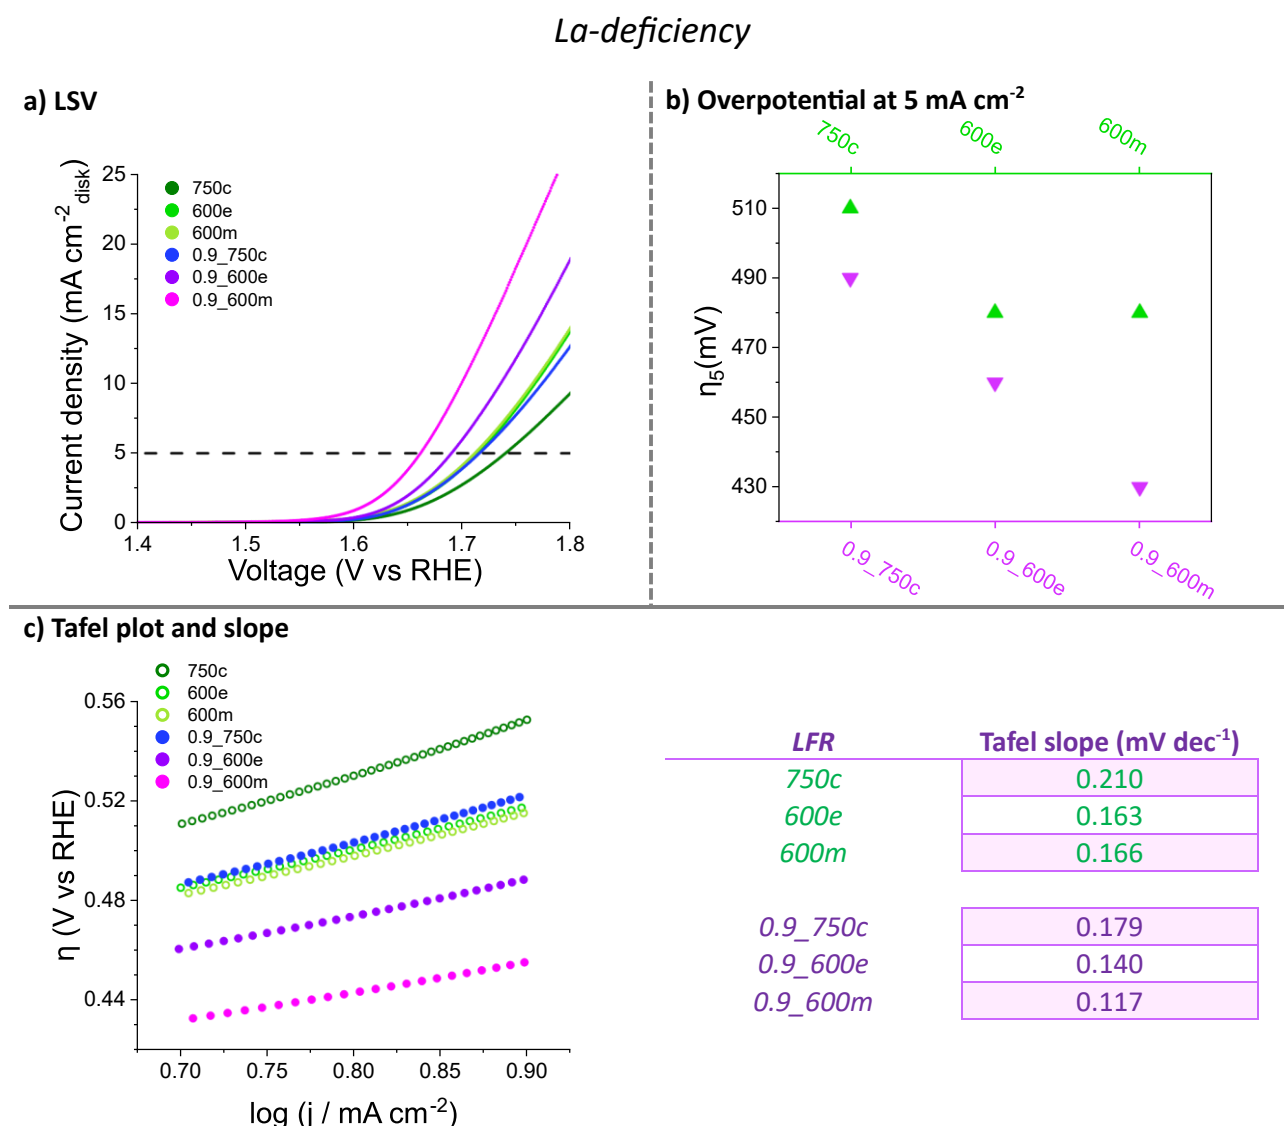 La-deficiency
a) LSV
Current density (mA cm⁻²disk)
25
20
15
10
5
0
750c
600e
600m
0.9_750c
0.9_600e
0.9_600m
1.4 1.5 1.6 1.7 1.8
Voltage (V vs RHE)
b) Overpotential at 5 mA cm⁻²
750c 600e 600m
η₅(mV)
510
490
470
450
430
0.9_750c 0.9_600e 0.9_600m
c) Tafel plot and slope
750c
600e
600m
0.9_750c
0.9_600e
0.9_600m
η (V vs RHE)
0.56
0.52
0.48
0.44
0.70 0.75 0.80 0.85 0.90
log (j / mA cm⁻²)
LFR Tafel slope (mV dec⁻¹)
750c 0.210
600e 0.163
600m 0.166
0.9_750c 0.179
0.9_600e 0.140
0.9_600m 0.117